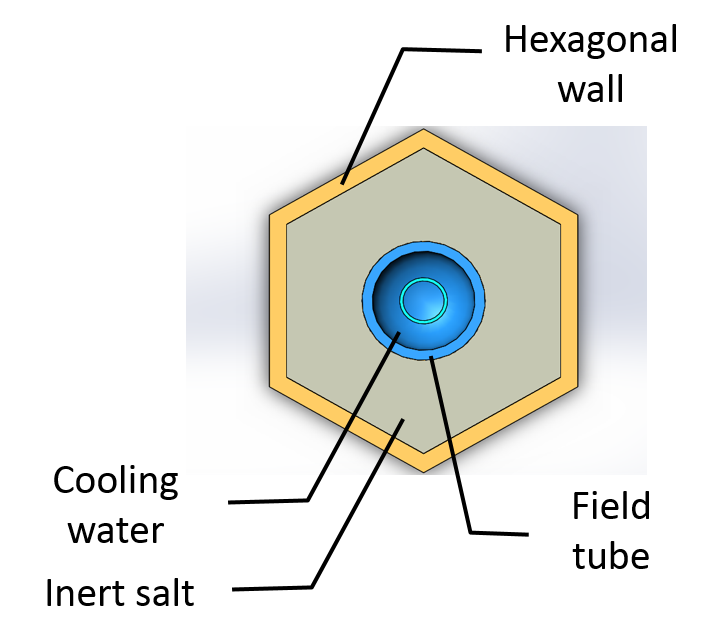 Hexagonal
wall
Cooling
water
Inert salt
Field
tube